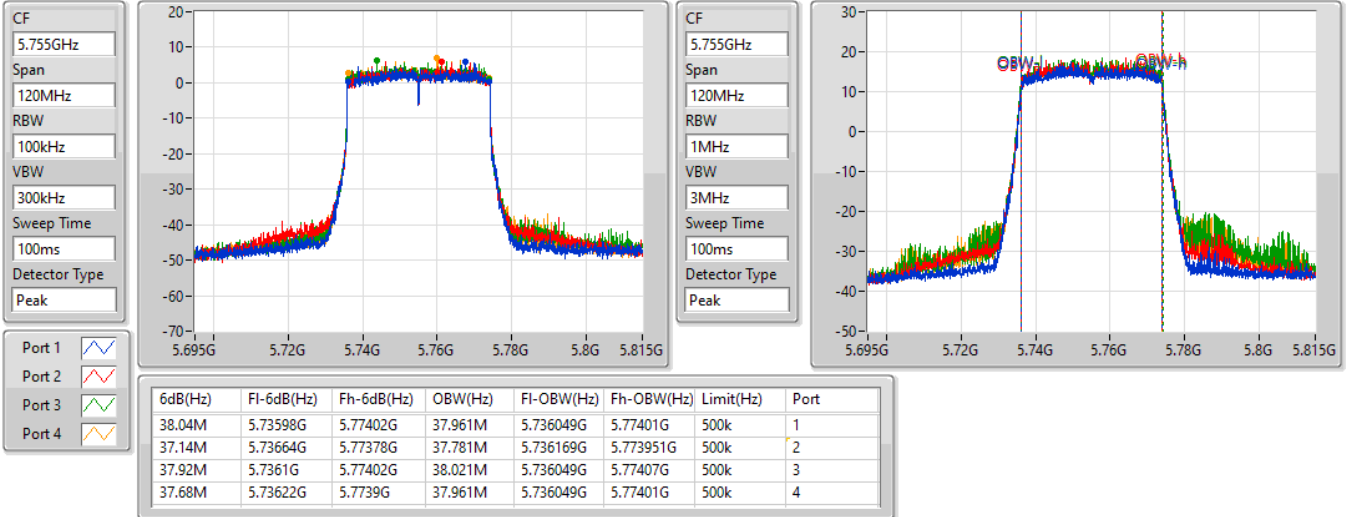 CF
5.755GHz
Span
120MHz
RBW
100kHz
VBW
300kHz
Sweep Time
100ms
Detector Type
Peak
20
10
0
-10
-20
-30
-40
-50
-60
-70
5.695G 5.72G 5.74G 5.76G 5.78G 5.8G 5.815G
CF
5.755GHz
Span
120MHz
RBW
1MHz
VBW
3MHz
Sweep Time
100ms
Detector Type
Peak
30
20
10
0
-10
-20
-30
-40
-50
OBW-l OBW-h
5.695G 5.72G 5.74G 5.76G 5.78G 5.8G 5.815G
Port 1
Port 2
Port 3
Port 4
6dB(Hz) Fl-6dB(Hz) Fh-6dB(Hz) OBW(Hz) Fl-OBW(Hz) Fh-OBW(Hz) Limit(Hz) Port
38.04M 5.73598G 5.77402G 37.961M 5.736049G 5.77401G 500k 1
37.14M 5.73664G 5.77378G 37.781M 5.736169G 5.773951G 500k 2
37.92M 5.7361G 5.77402G 38.021M 5.736049G 5.77407G 500k 3
37.68M 5.73622G 5.7739G 37.961M 5.736049G 5.77401G 500k 4